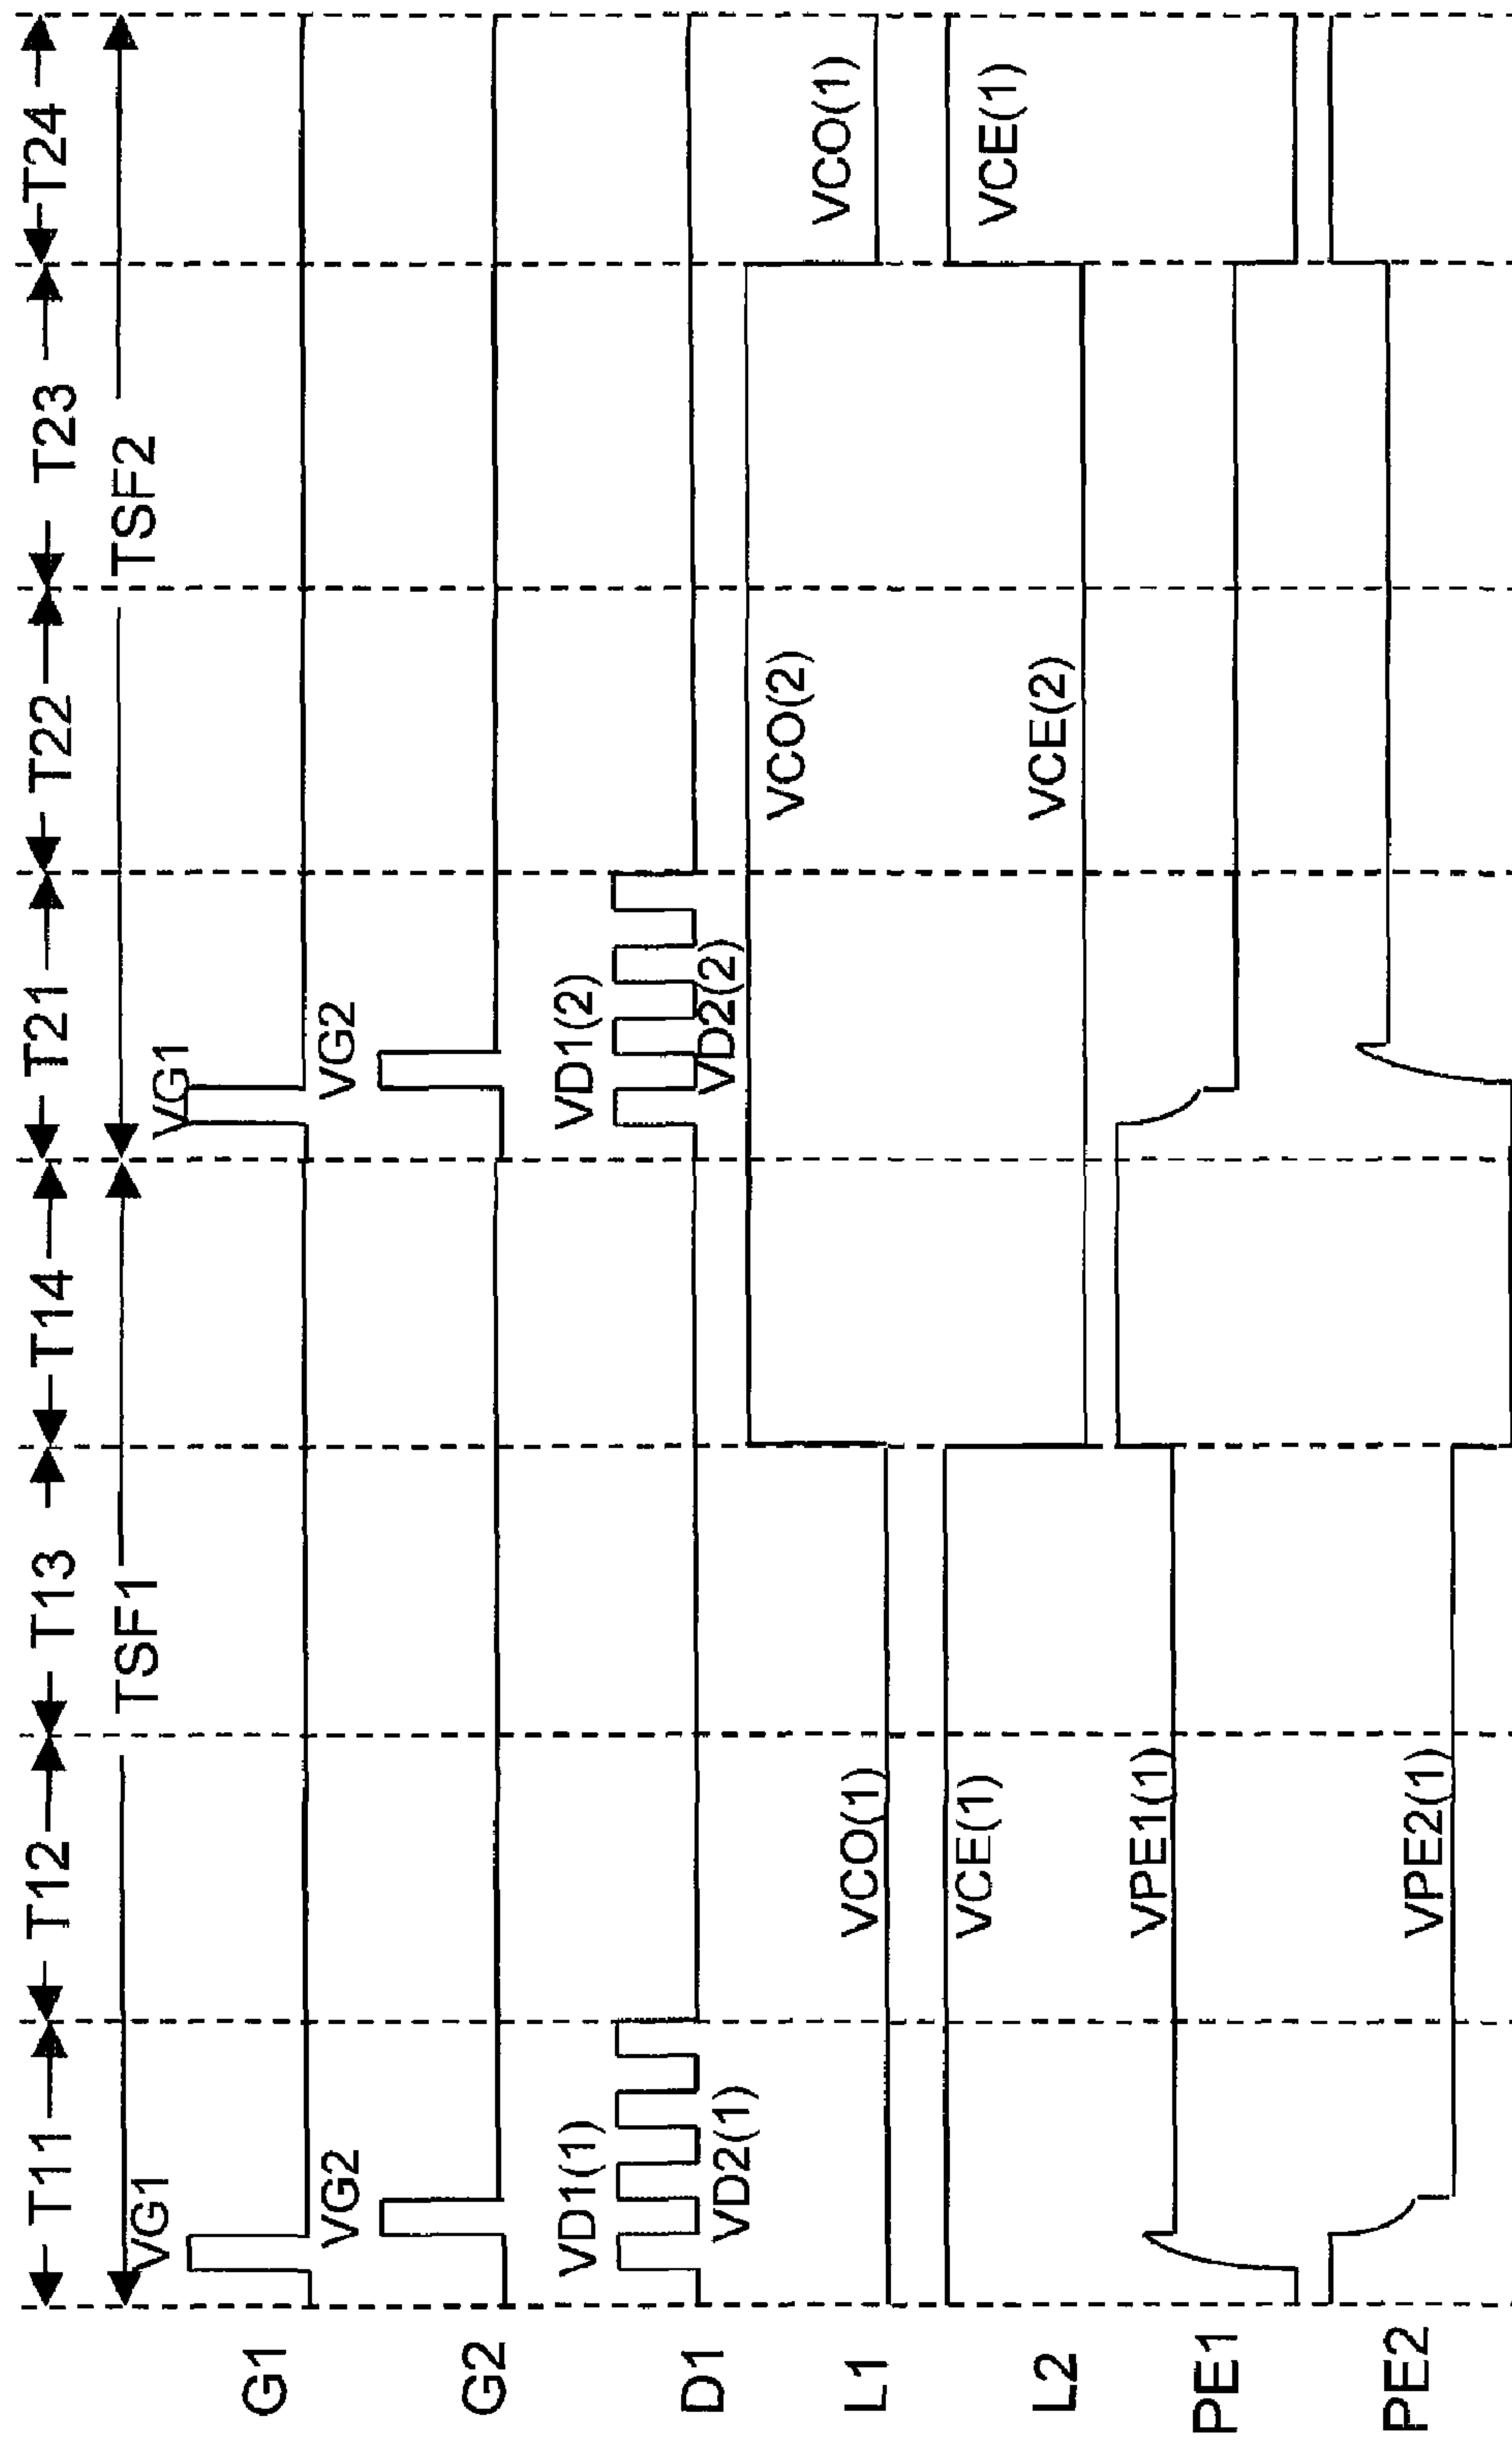 T11 T12 T13 T14 T21 T22 T23 T24
TSF1 TSF2
VG1 VG1
G1
VG2 VG2
G2
VD1(1) VD1(2)
D1
VD2(1) VD2(2)
VCO(2)
VCO(1) VCO(1)
L1
VCE(1) VCE(1)
VCE(2)
L2
VPE1(1)
PE1
VPE2(1)
PE2